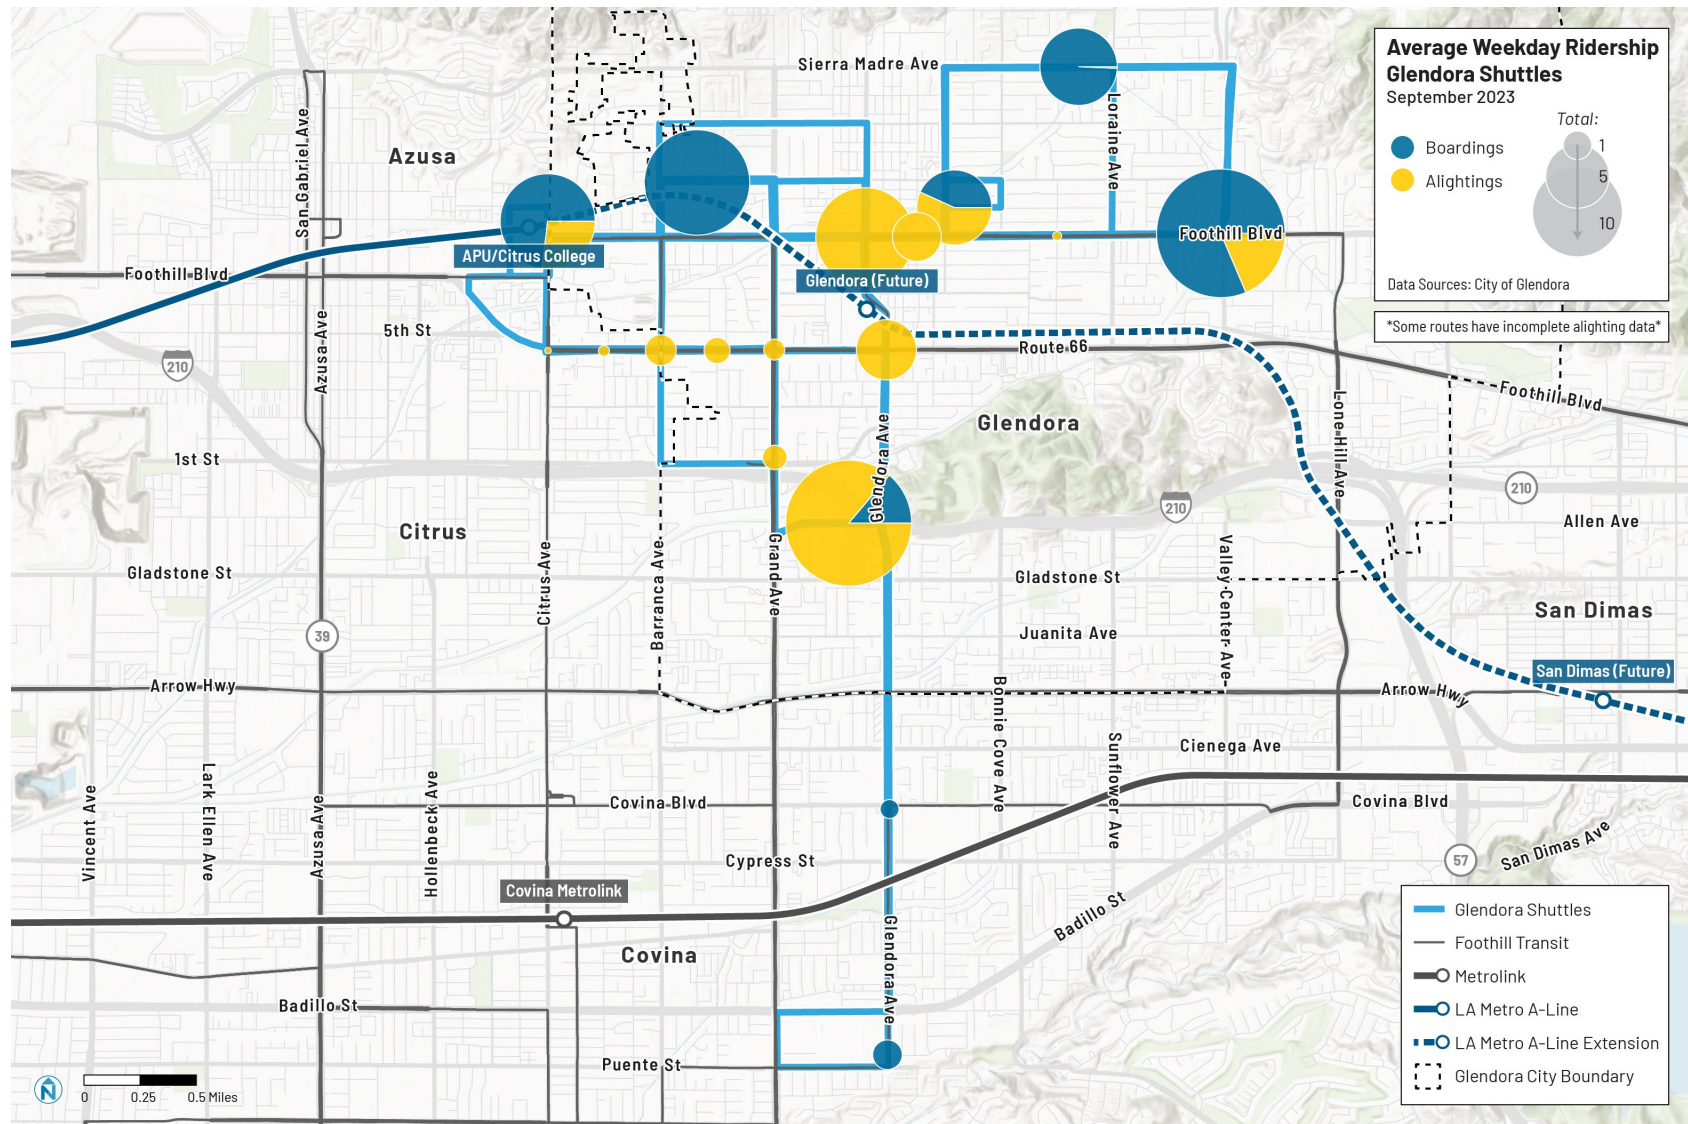 Average Weekday Ridership
Glendora Shuttles
September 2023
Total:
1
5
10
Boardings
Alightings
Data Sources: City of Glendora
*Some routes have incomplete alighting data*
Sierra Madre Ave
San Gabriel Ave
Azusa
Loraine Ave
Foothill Blvd
APU/Citrus College
Foothill Blvd
Glendora (Future)
5th St
Azusa Ave
210
Route 66
Foothill Blvd
Lone Hill Ave
Glendora
Glendora Ave
1st St
210
210
Allen Ave
Citrus
Citrus Ave
Barranca Ave
Grand Ave
Valley Center Ave
Gladstone St
Gladstone St
San Dimas
39
Juanita Ave
San Dimas (Future)
Arrow Hwy
Arrow Hwy
Bonnie Cove Ave
Sunflower Ave
Cienega Ave
Vincent Ave
Lark Ellen Ave
Azusa Ave
Hollenbeck Ave
Covina Blvd
Covina Blvd
Cypress St
57
San Dimas Ave
Covina Metrolink
Badillo St
Glendora Ave
Covina
Badillo St
Puente St
N
0
0.25
0.5 Miles
Glendora Shuttles
Foothill Transit
Metrolink
LA Metro A-Line
LA Metro A-Line Extension
Glendora City Boundary